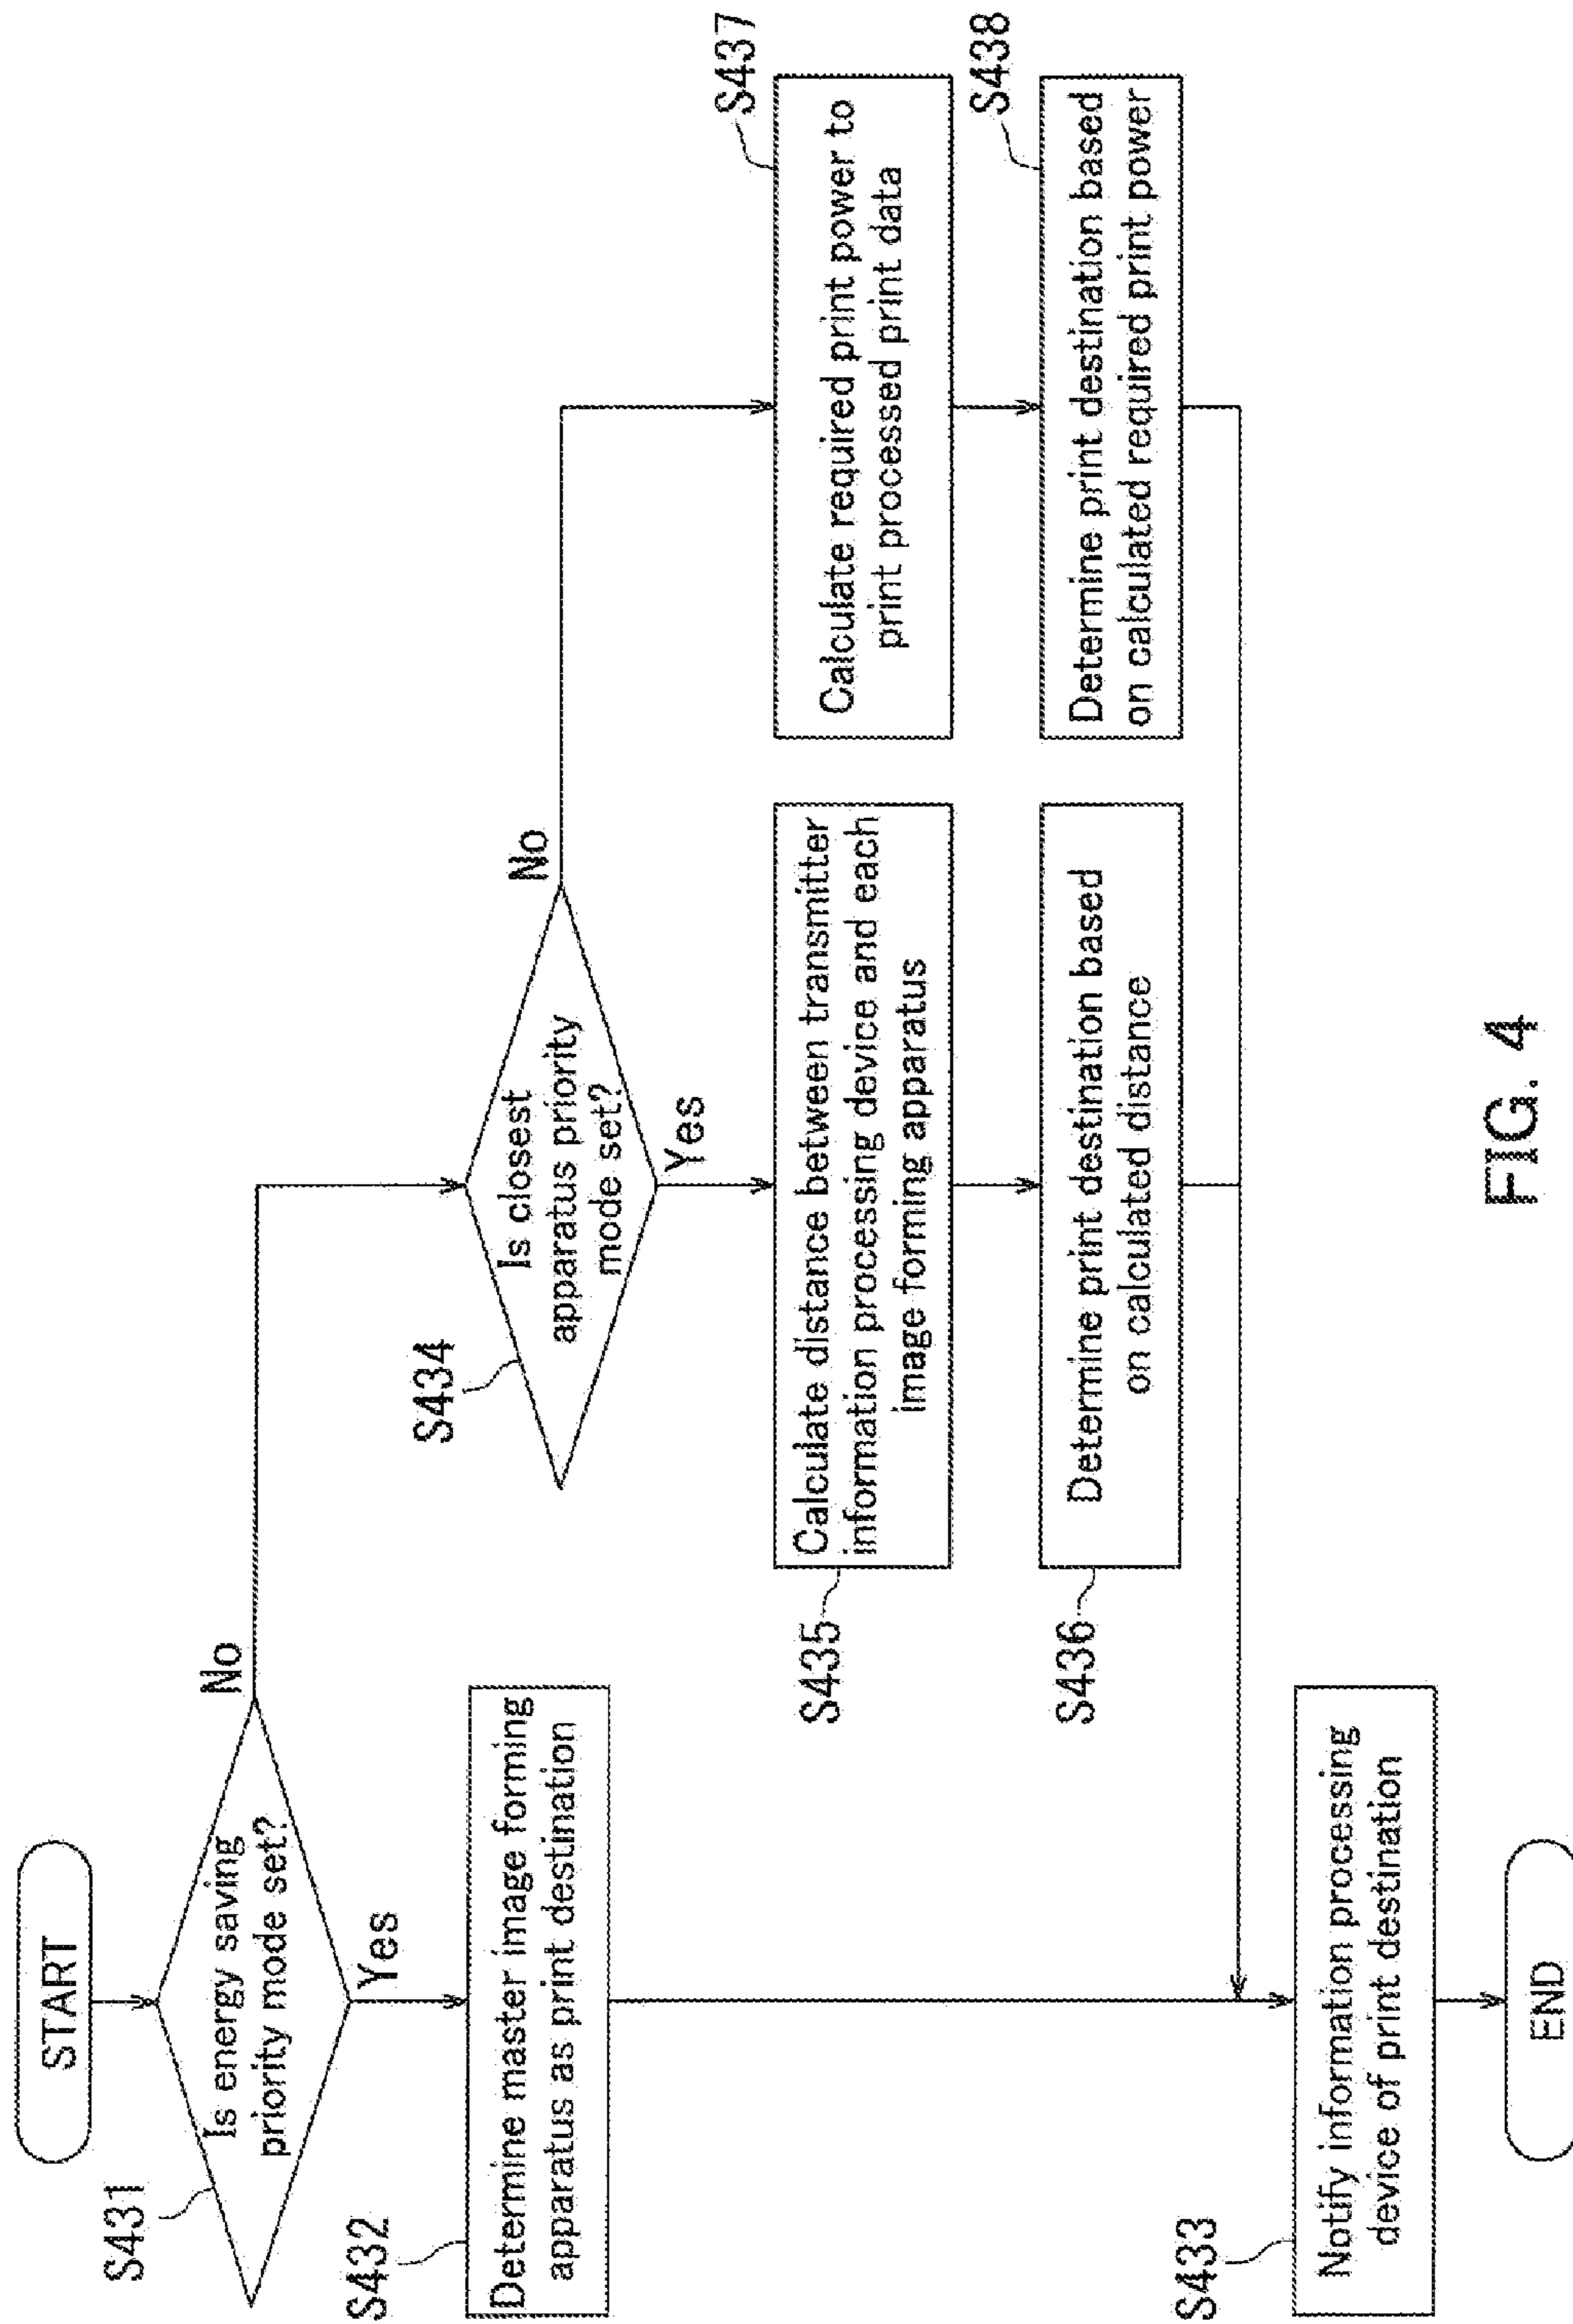 START
S431
Is energy saving
priority mode set?
No
Yes
S432
Determine master image forming
apparatus as print destination
S434
Is closest
apparatus priority
mode set?
No
Yes
S435
Calculate distance between transmitter
information processing device and each
image forming apparatus
S436
Determine print destination based
on calculated distance
S437
Calculate required print power to
print processed print data
S438
Determine print destination based
on calculated required print power
S433
Notify information processing
device of print destination
END
FIG. 4